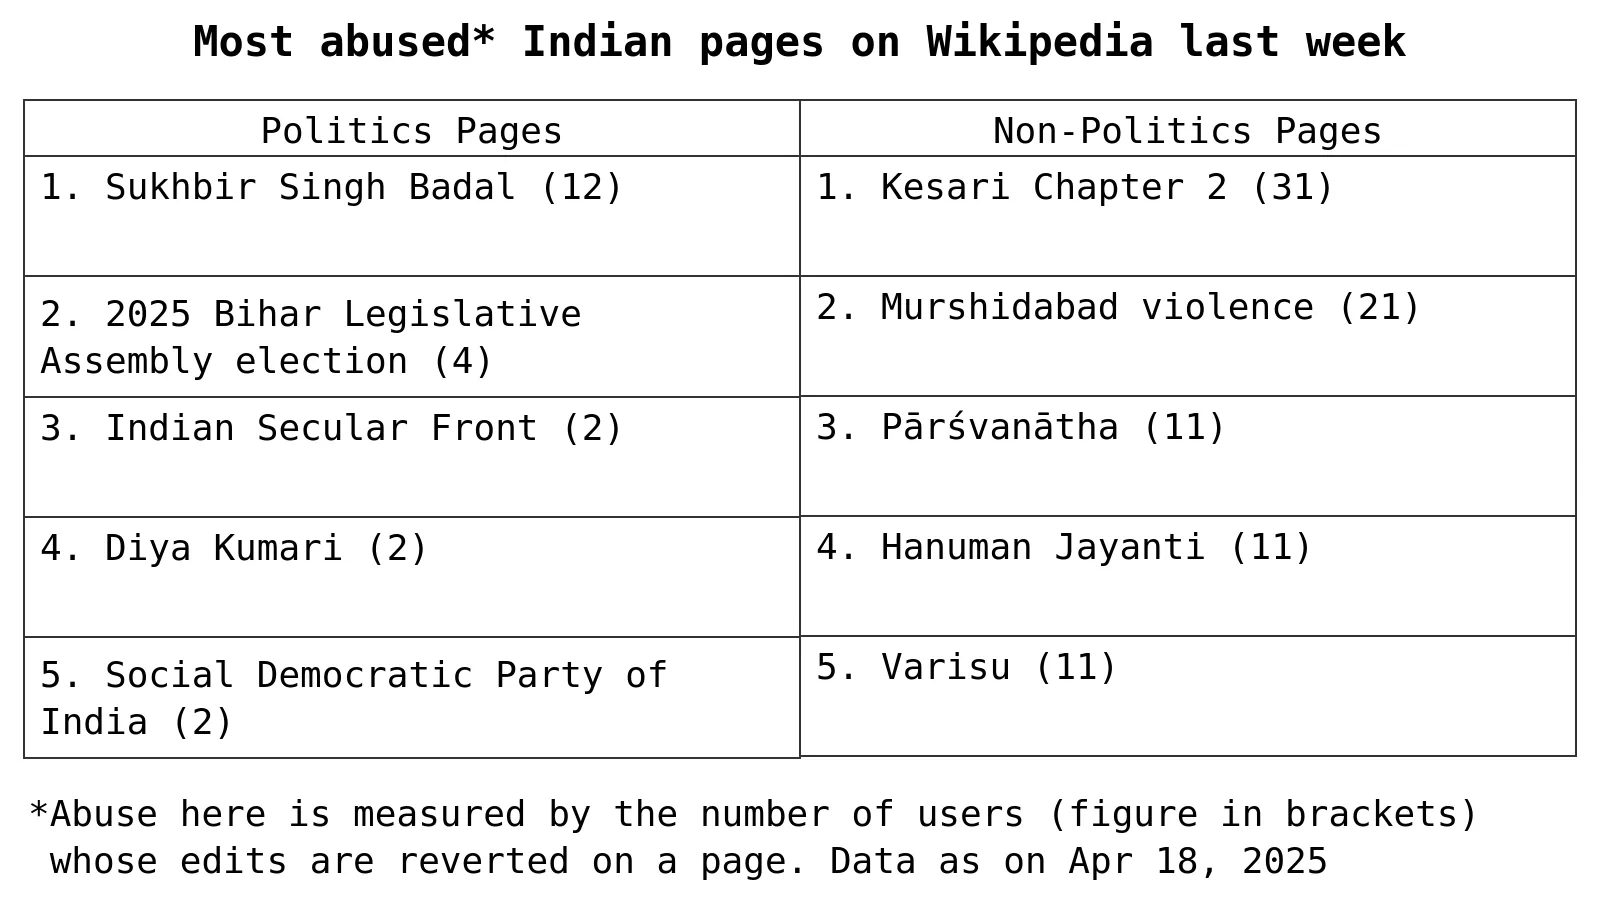 Most abused* Indian pages on Wikipedia last week
Politics Pages
1. Sukhbir Singh Badal (12)
2. 2025 Bihar Legislative
Assembly election (4)
3. Indian Secular Front (2)
4. Diya Kumari (2)
5. Social Democratic Party of
India (2)
Non-Politics Pages
1. Kesari Chapter 2 (31)
2. Murshidabad violence (21)
3. Pārśvanātha (11)
4. Hanuman Jayanti (11)
5. Varisu (11)
*Abuse here is measured by the number of users (figure in brackets)
whose edits are reverted on a page. Data as on Apr 18, 2025